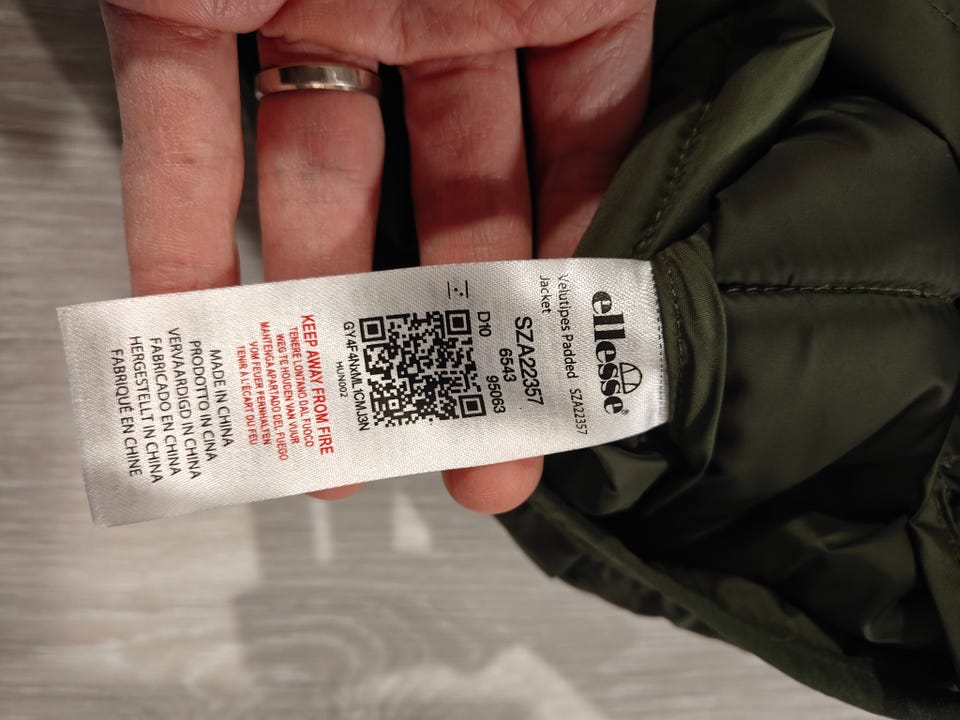 ellesse®
Velutipes Padded SZA22357
Jacket
SZA22357
6543 95063
D10
GY4F4NxML1CMJ3N
HUN002
KEEP AWAY FROM FIRE
TENERE LONTANO DAL FUOCO
WEG TE HOUDEN VAN VUUR
MANTENGA APARTADO DEL FUEGO
VOM FEUER FERNHALTEN
TENIR À L'ÉCART DU FEU
MADE IN CHINA
PRODOTTO IN CINA
VERVAARDIGD IN CHINA
FABRICADO EN CHINA
HERGESTELLT IN CHINA
FABRIQUÉ EN CHINE